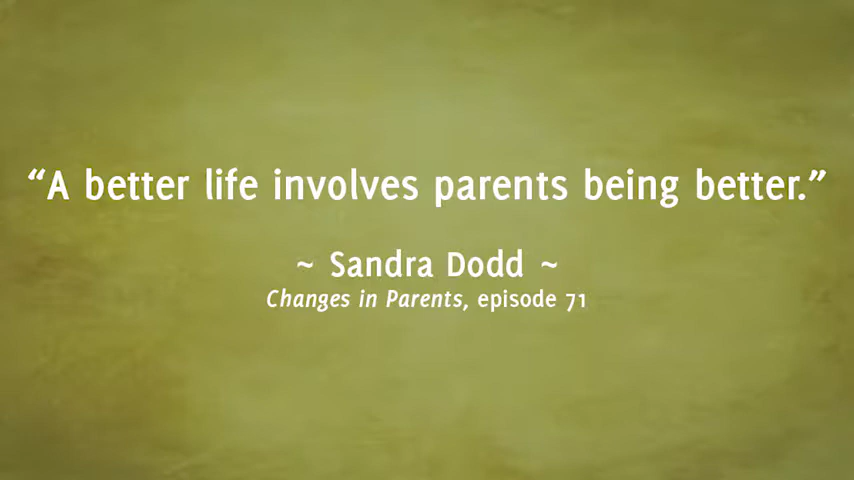 “A better life involves parents being better.”
~ Sandra Dodd ~
Changes in Parents, episode 71